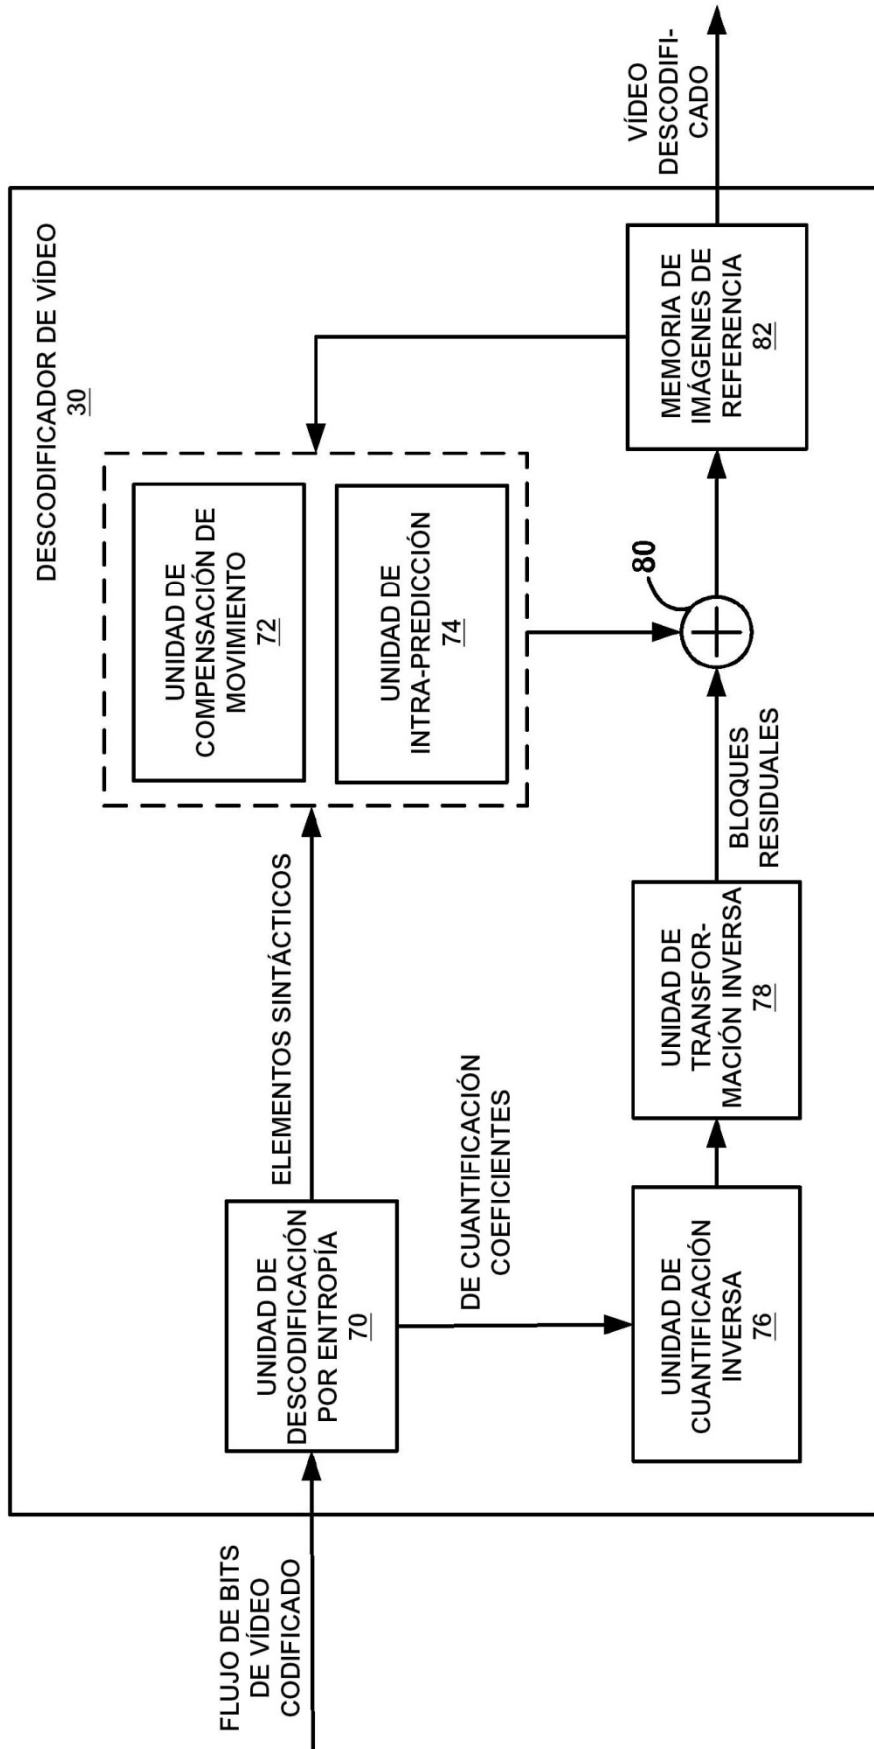 DESCODIFICADOR DE VÍDEO
30
FLUJO DE BITS
DE VÍDEO
CODIFICADO
UNIDAD DE
DESCODIFICACIÓN
POR ENTROPÍA
70
ELEMENTOS SINTÁCTICOS
UNIDAD DE
COMPENSACIÓN DE
MOVIMIENTO
72
UNIDAD DE
INTRA-PREDICCIÓN
74
DE CUANTIFICACIÓN
COEFICIENTES
UNIDAD DE
CUANTIFICACIÓN
INVERSA
76
UNIDAD DE
TRANSFOR-
MACIÓN INVERSA
78
BLOQUES
RESIDUALES
80
MEMORIA DE
IMÁGENES DE
REFERENCIA
82
VÍDEO
DESCODIFI-
CADO